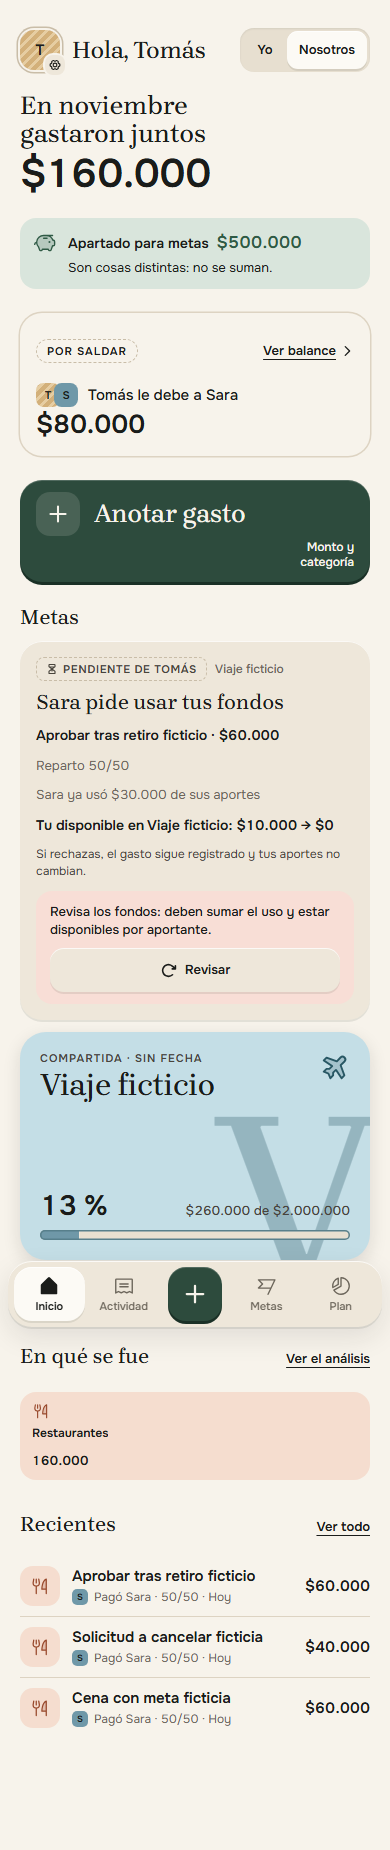 T
Hola, Tomás
Yo
Nosotros
En noviembre
gastaron juntos
$160.000
Apartado para metas $500.000
Son cosas distintas: no se suman.
POR SALDAR
Ver balance
T S Tomás le debe a Sara
$80.000
Anotar gasto
Monto y
categoría
Metas
PENDIENTE DE TOMÁS Viaje ficticio
Sara pide usar tus fondos
Aprobar tras retiro ficticio · $60.000
Reparto 50/50
Sara ya usó $30.000 de sus aportes
Tu disponible en Viaje ficticio: $10.000 → $0
Si rechazas, el gasto sigue registrado y tus aportes no
cambian.
Revisa los fondos: deben sumar el uso y estar
disponibles por aportante.
Revisar
COMPARTIDA · SIN FECHA
Viaje ficticio
V
13 %
$260.000 de $2.000.000
Inicio
Actividad
Metas
Plan
En qué se fue
Ver el análisis
Restaurantes
160.000
Recientes
Ver todo
Aprobar tras retiro ficticio
$60.000
S Pagó Sara · 50/50 · Hoy
Solicitud a cancelar ficticia
$40.000
S Pagó Sara · 50/50 · Hoy
Cena con meta ficticia
$60.000
S Pagó Sara · 50/50 · Hoy